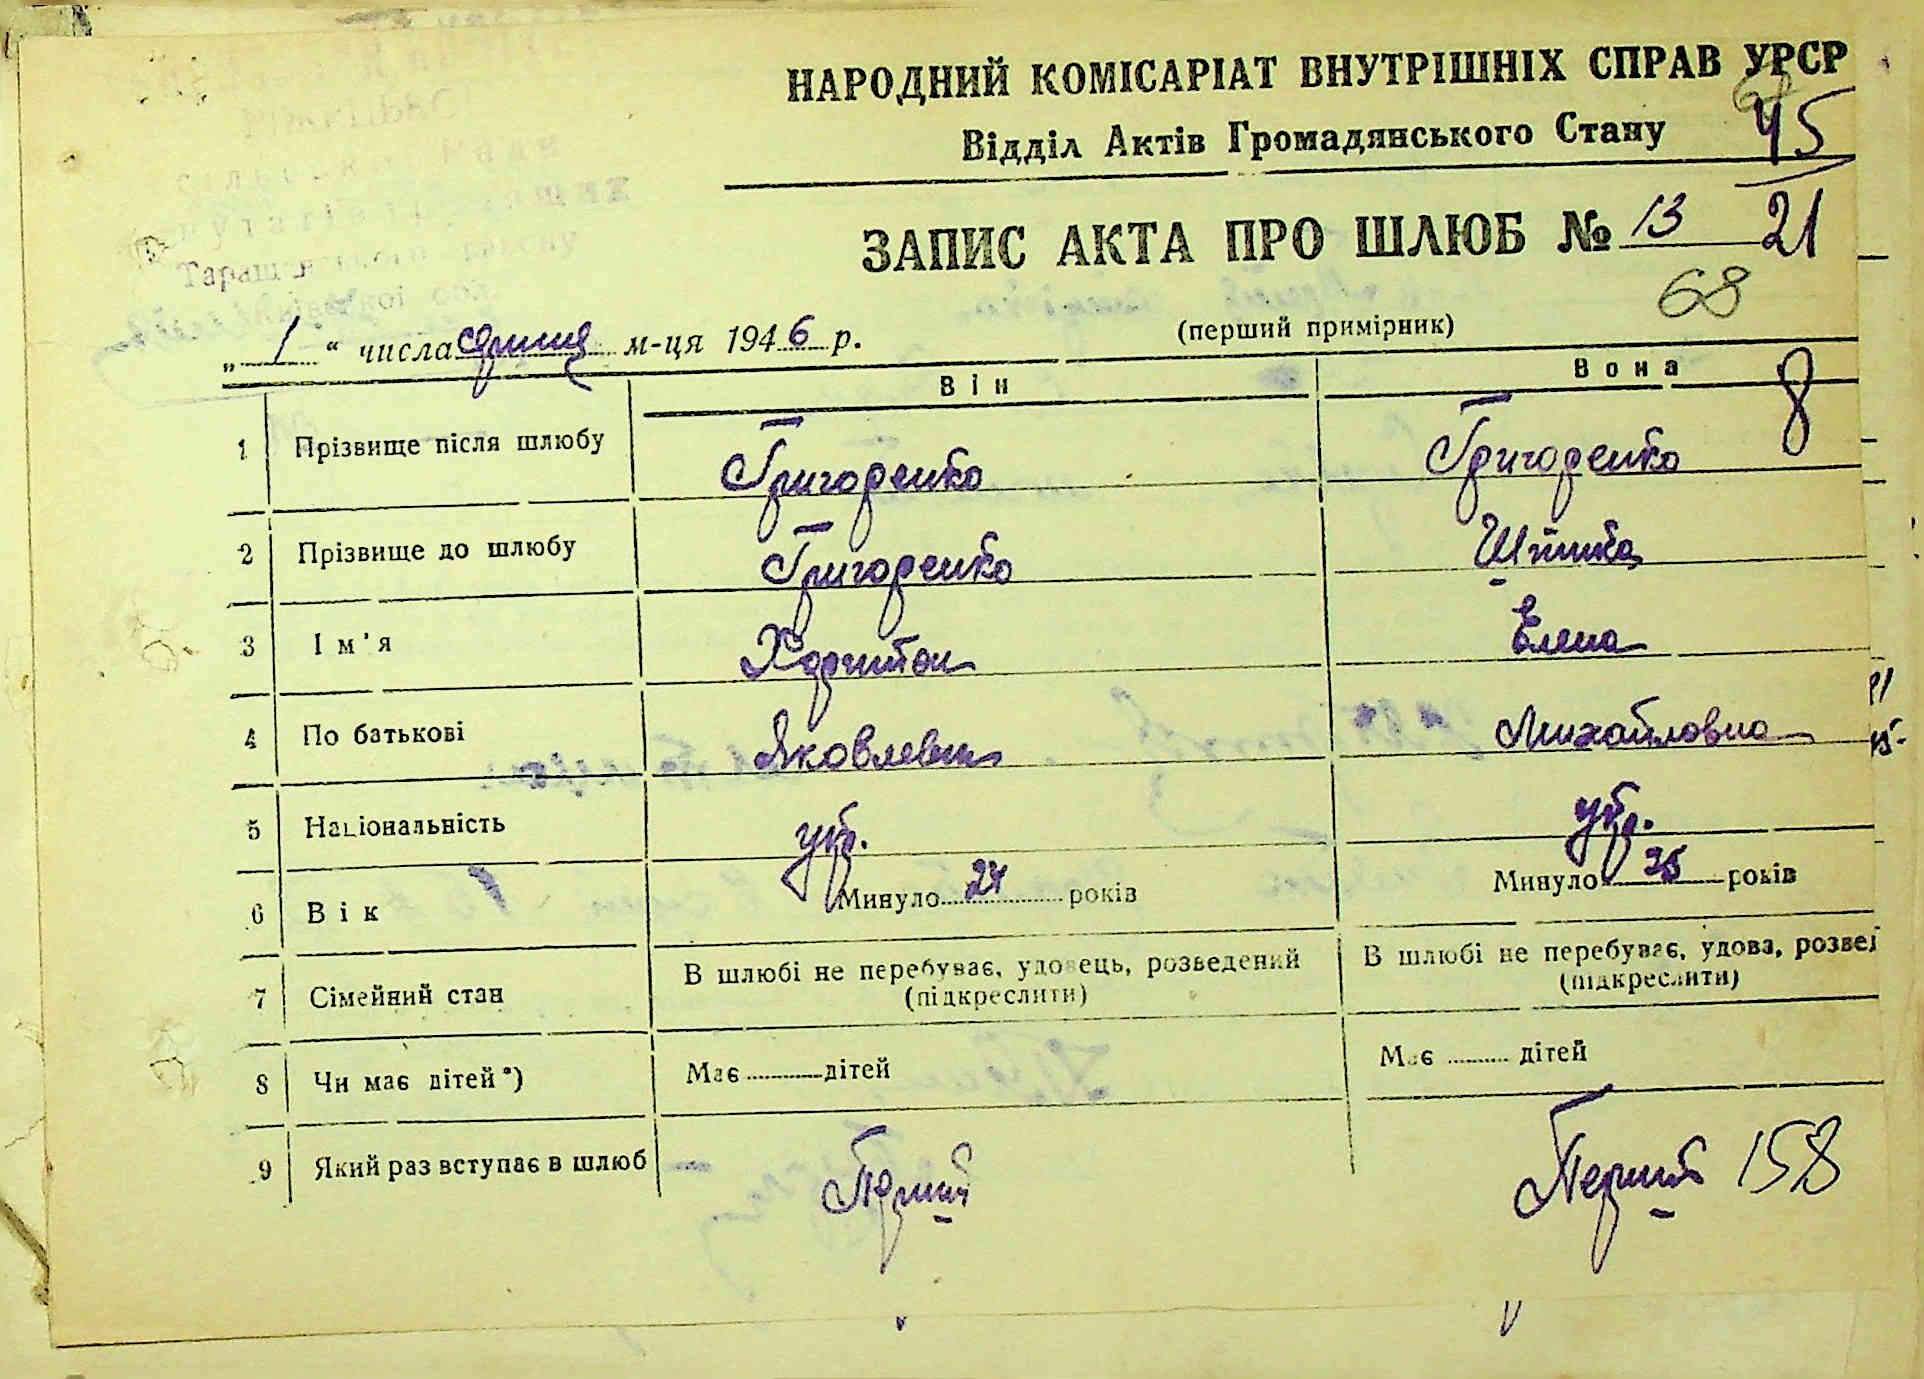 НАРОДНИЙ КОМІСАРІАТ ВНУТРІШНІХ СПРАВ УРСР
Відділ Актів Громадянського Стану 45
ЗАПИС АКТА ПРО ШЛЮБ № 13 21
68
„ 1 “ числа м-ця 1946 р. (перший примірник)
Він Вона 8
1 Прізвище після шлюбу Григоренко Григоренко
2 Прізвище до шлюбу Григоренко
3 Ім'я Харитон Елена
4 По батькові Яковлевич Михайловна
5 Національність укр. укр.
6 Вік Минуло 24 років Минуло років
7 Сімейний стан В шлюбі не перебуває, удовець, розведений (підкреслити) В шлюбі не перебуває, удова, розвед (підкреслити)
8 Чи має дітей*) Має дітей Має дітей
9 Який раз вступає в шлюб Перший Перший 158